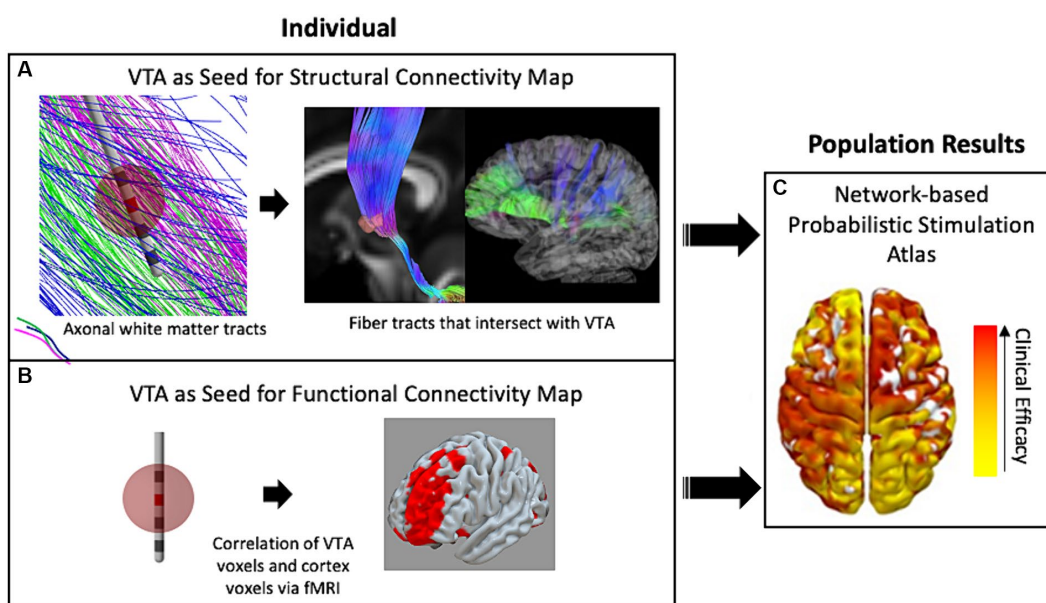 Individual
A
VTA as Seed for Structural Connectivity Map
Axonal white matter tracts
Fiber tracts that intersect with VTA
B
VTA as Seed for Functional Connectivity Map
Correlation of VTA
voxels and cortex
voxels via fMRI
Population Results
C
Network-based
Probabilistic Stimulation
Atlas
Clinical Efficacy